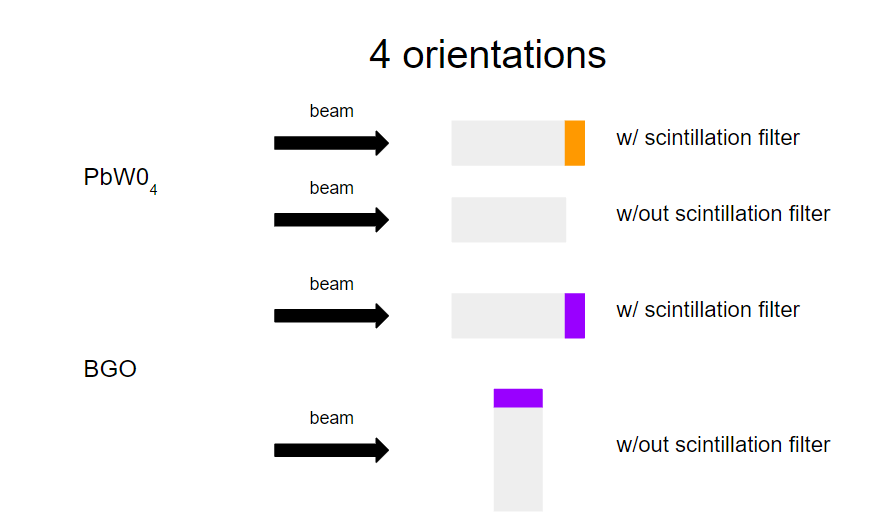 4 orientations
beam
w/ scintillation filter
PbW0₄
beam
w/out scintillation filter
beam
w/ scintillation filter
BGO
beam
w/out scintillation filter